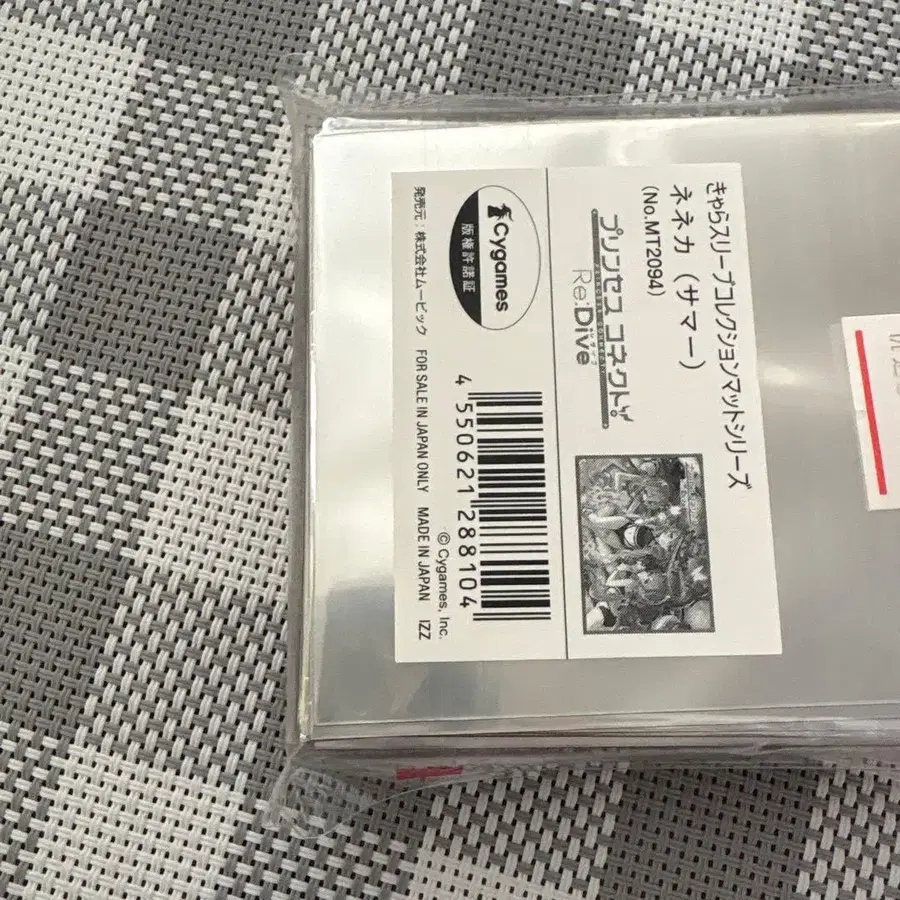 きゃらスリーブコレクションマットシリーズ
ネネカ（サマー）
(No.MT2094)
プリンセスコネクト!
Re:Dive
Cygames
版権許諾証
4 550621 288104
© Cygames, Inc.
発売元：株式会社ムービック FOR SALE IN JAPAN ONLY MADE IN JAPAN IZZ